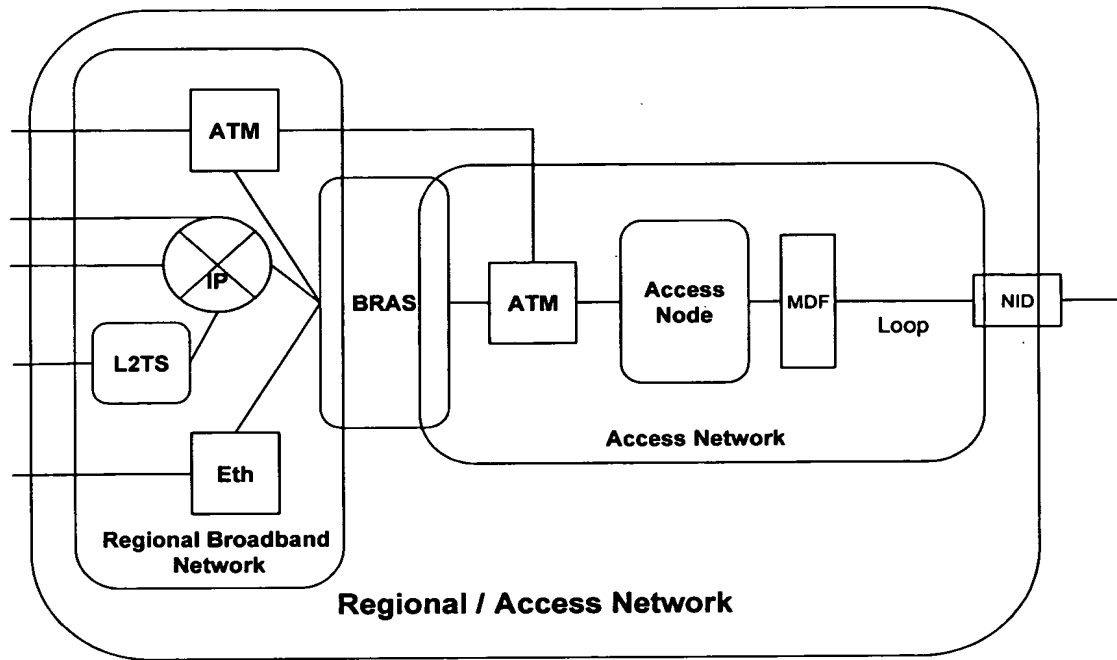 ATM
IP
L2TS
Eth
Regional Broadband
Network
BRAS
ATM
Access
Node
MDF
Loop
NID
Access Network
Regional / Access Network